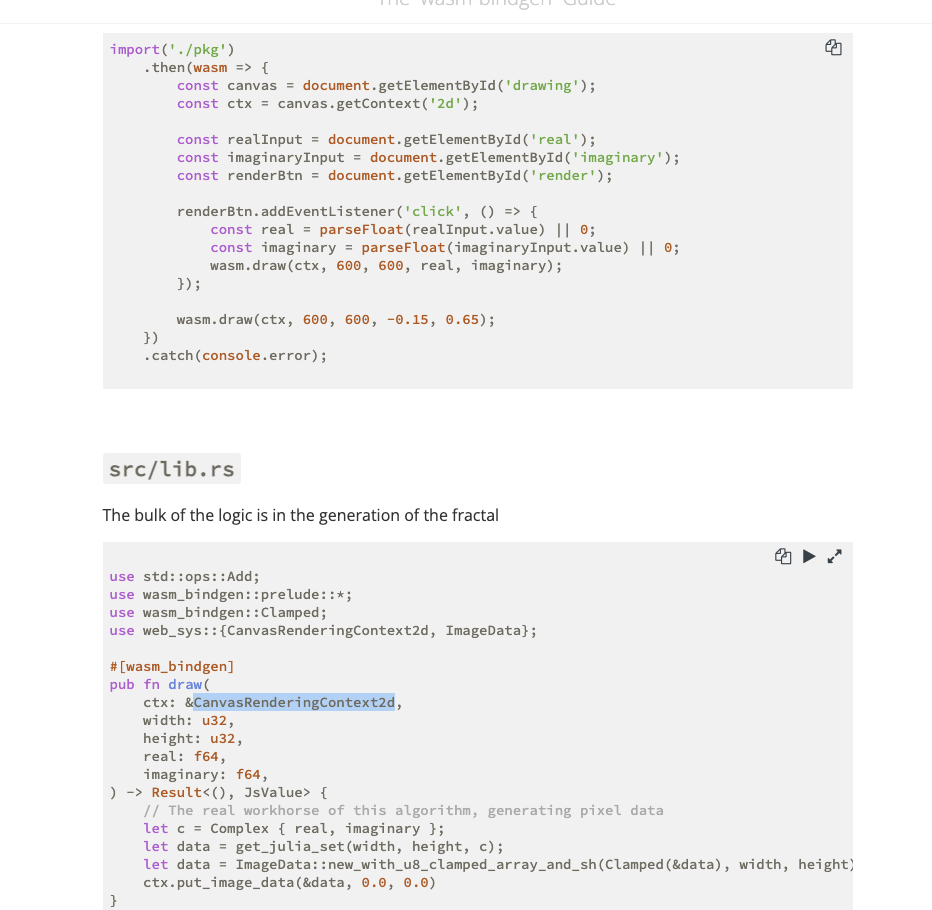 The `wasm-bindgen` Guide
import('./pkg')
    .then(wasm => {
        const canvas = document.getElementById('drawing');
        const ctx = canvas.getContext('2d');

        const realInput = document.getElementById('real');
        const imaginaryInput = document.getElementById('imaginary');
        const renderBtn = document.getElementById('render');

        renderBtn.addEventListener('click', () => {
            const real = parseFloat(realInput.value) || 0;
            const imaginary = parseFloat(imaginaryInput.value) || 0;
            wasm.draw(ctx, 600, 600, real, imaginary);
        });

        wasm.draw(ctx, 600, 600, -0.15, 0.65);
    })
    .catch(console.error);
src/lib.rs
The bulk of the logic is in the generation of the fractal
use std::ops::Add;
use wasm_bindgen::prelude::*;
use wasm_bindgen::Clamped;
use web_sys::{CanvasRenderingContext2d, ImageData};

#[wasm_bindgen]
pub fn draw(
    ctx: &CanvasRenderingContext2d,
    width: u32,
    height: u32,
    real: f64,
    imaginary: f64,
) -> Result<(), JsValue> {
    // The real workhorse of this algorithm, generating pixel data
    let c = Complex { real, imaginary };
    let data = get_julia_set(width, height, c);
    let data = ImageData::new_with_u8_clamped_array_and_sh(Clamped(&data), width, height)
    ctx.put_image_data(&data, 0.0, 0.0)
}